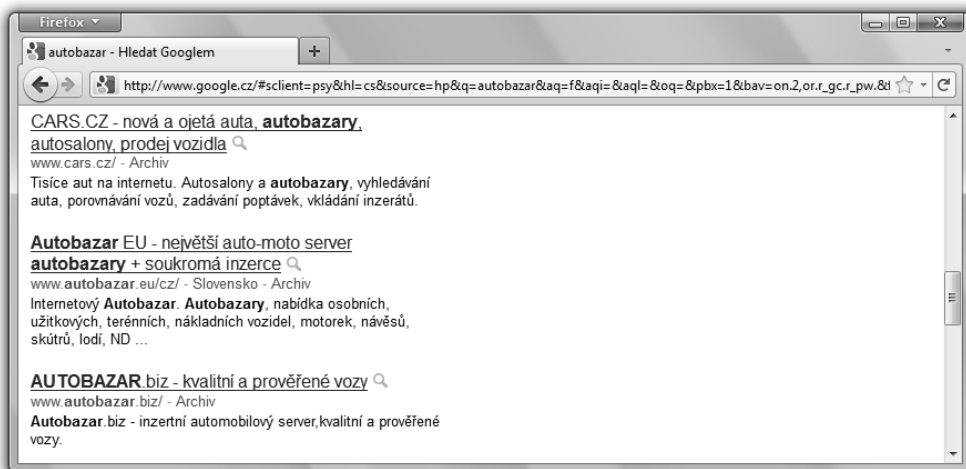 Firefox
autobazar - Hledat Googlem
http://www.google.cz/#sclient=psy&hl=cs&source=hp&q=autobazar&aq=f&aqi=&aql=&oq=&pbx=1&bav=on.2,or.r_gc.r_pw.&f
CARS.CZ - nová a ojetá auta, autobazary,
autosalony, prodej vozidla
www.cars.cz/ - Archiv
Tisíce aut na internetu. Autosalony a autobazary, vyhledávání
auta, porovnávání vozů, zadávání poptávek, vkládání inzerátů.
Autobazar EU - největší auto-moto server
autobazary + soukromá inzerce
www.autobazar.eu/cz/ - Slovensko - Archiv
Internetový Autobazar. Autobazary, nabídka osobních,
užitkových, terénních, nákladních vozidel, motorek, návěsů,
skútrů, lodí, ND ...
AUTOBAZAR.biz - kvalitní a prověřené vozy
www.autobazar.biz/ - Archiv
Autobazar.biz - inzertní automobilový server,kvalitní a prověřené
vozy.